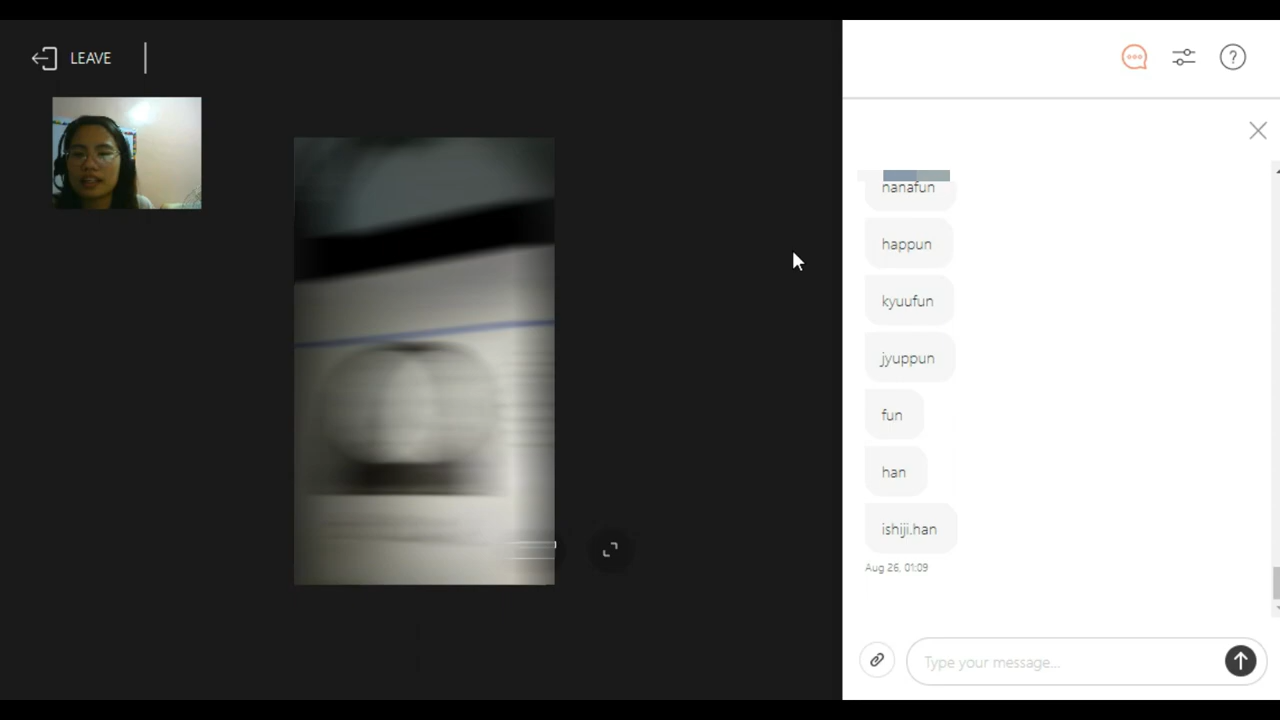 LEAVE
?
nanafun
happun
kyuufun
jyuppun
fun
han
ishiji.han
Aug 26, 01:09
Type your message...